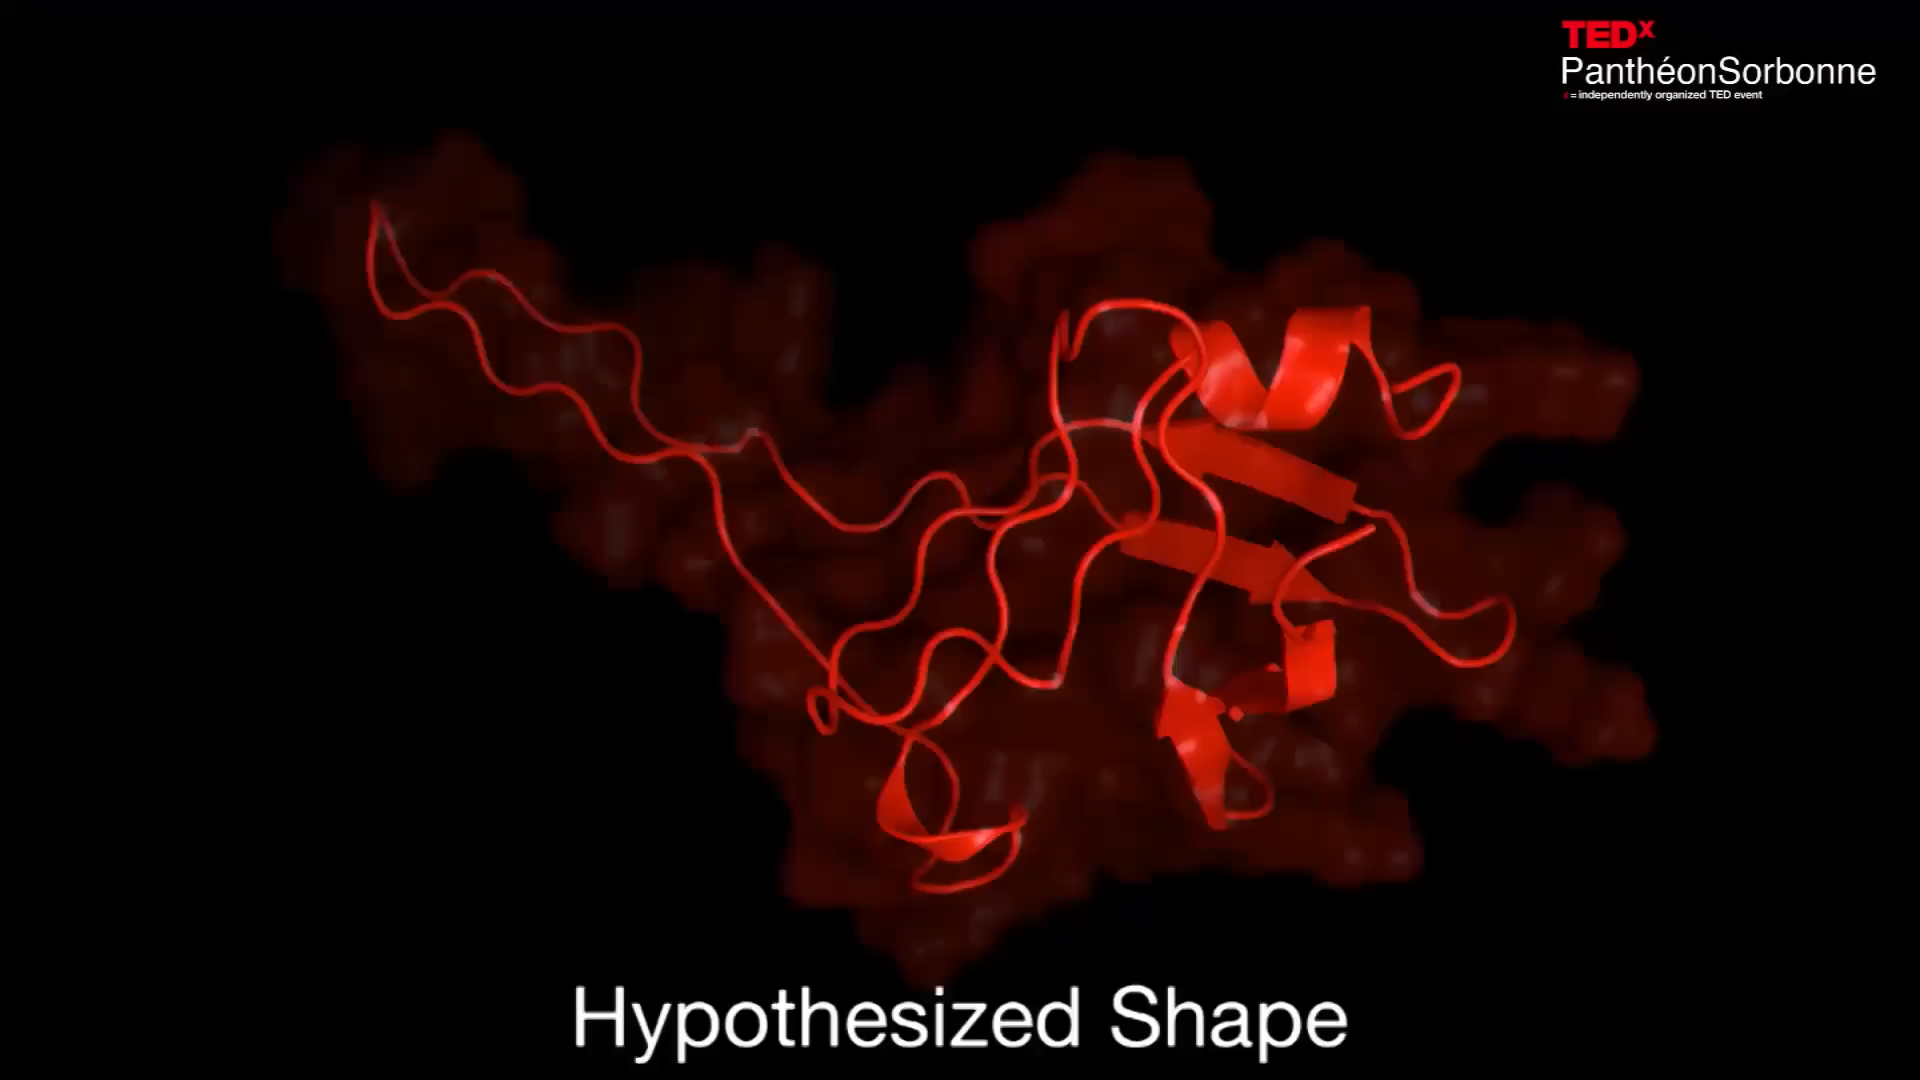 TEDx
PanthéonSorbonne
x = independently organized TED event
Hypothesized Shape